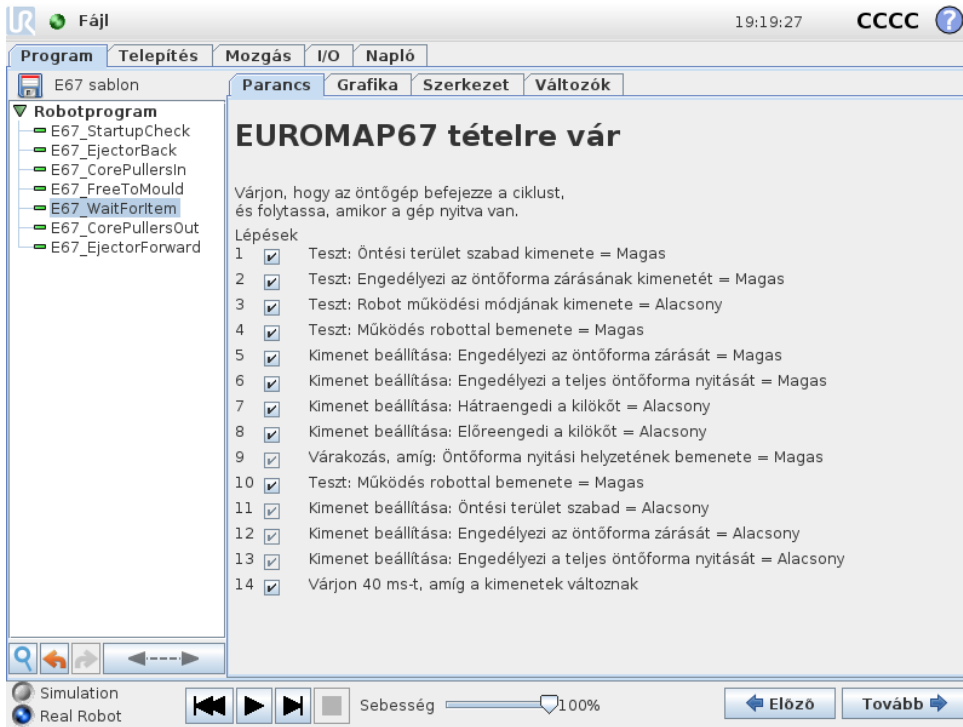 UR Fájl 19:19:27 CCCC ?
Program Telepítés Mozgás I/O Napló
E67 sablon
Parancs Grafika Szerkezet Változók
Robotprogram
E67_StartupCheck
E67_EjectorBack
E67_CorePullersIn
E67_FreeToMould
E67_WaitForItem
E67_CorePullersOut
E67_EjectorForward
EUROMAP67 tételre vár
Várjon, hogy az öntőgép befejezze a ciklust,
és folytassa, amikor a gép nyitva van.
Lépések
1 Teszt: Öntési terület szabad kimenete = Magas
2 Teszt: Engedélyezi az öntőforma zárásának kimenetét = Magas
3 Teszt: Robot működési módjának kimenete = Alacsony
4 Teszt: Működés robottal bemenete = Magas
5 Kimenet beállítása: Engedélyezi az öntőforma zárását = Magas
6 Kimenet beállítása: Engedélyezi a teljes öntőforma nyitását = Magas
7 Kimenet beállítása: Hátraengedi a kilökőt = Alacsony
8 Kimenet beállítása: Előreengedi a kilökőt = Alacsony
9 Várakozás, amíg: Öntőforma nyitási helyzetének bemenete = Magas
10 Teszt: Működés robottal bemenete = Magas
11 Kimenet beállítása: Öntési terület szabad = Alacsony
12 Kimenet beállítása: Engedélyezi az öntőforma zárását = Alacsony
13 Kimenet beállítása: Engedélyezi a teljes öntőforma nyitását = Alacsony
14 Várjon 40 ms-t, amíg a kimenetek változnak
Simulation
Real Robot
Sebesség 100%
Előző Tovább